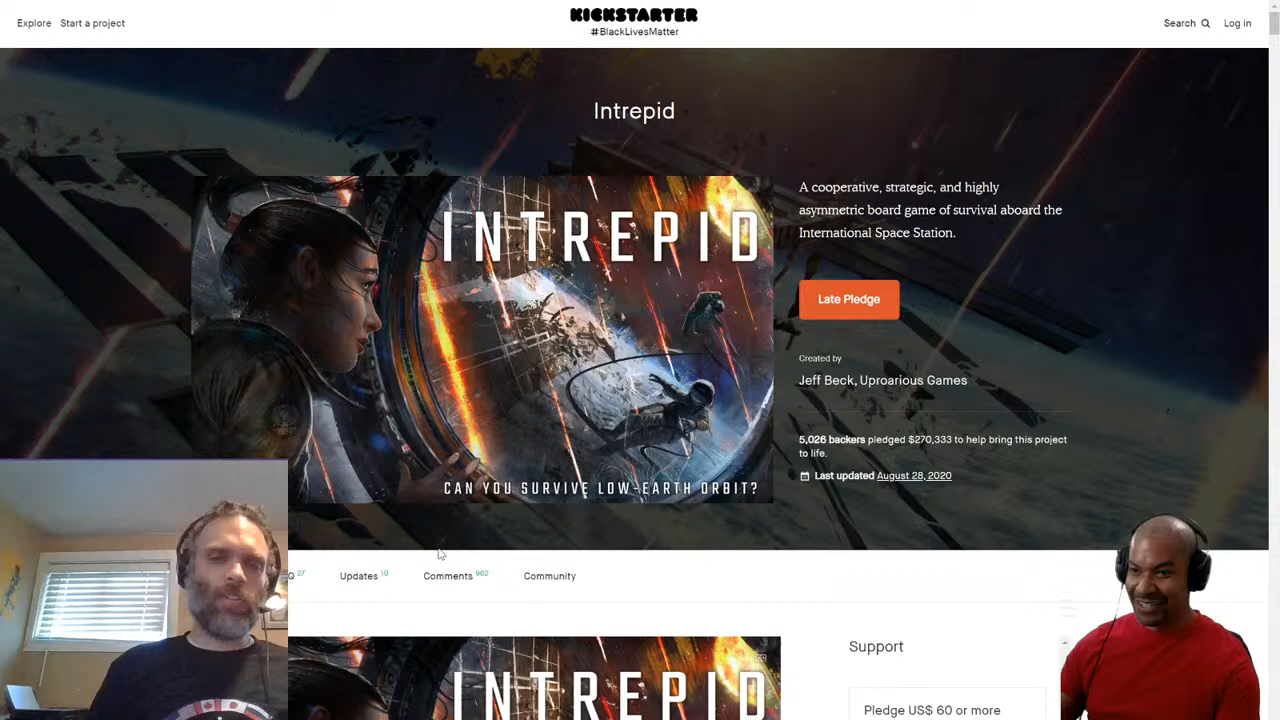 Explore Start a project
KICKSTARTER
#BlackLivesMatter
Search Log in
Intrepid
INTREPID
CAN YOU SURVIVE LOW-EARTH ORBIT?
A cooperative, strategic, and highly
asymmetric board game of survival aboard the
International Space Station.
Late Pledge
Created by
Jeff Beck, Uproarious Games
5,026 backers pledged $270,333 to help bring this project
to life.
Last updated August 28, 2020
Q 27 Updates 10 Comments 962 Community
INTREPID
Support
Pledge US$ 60 or more